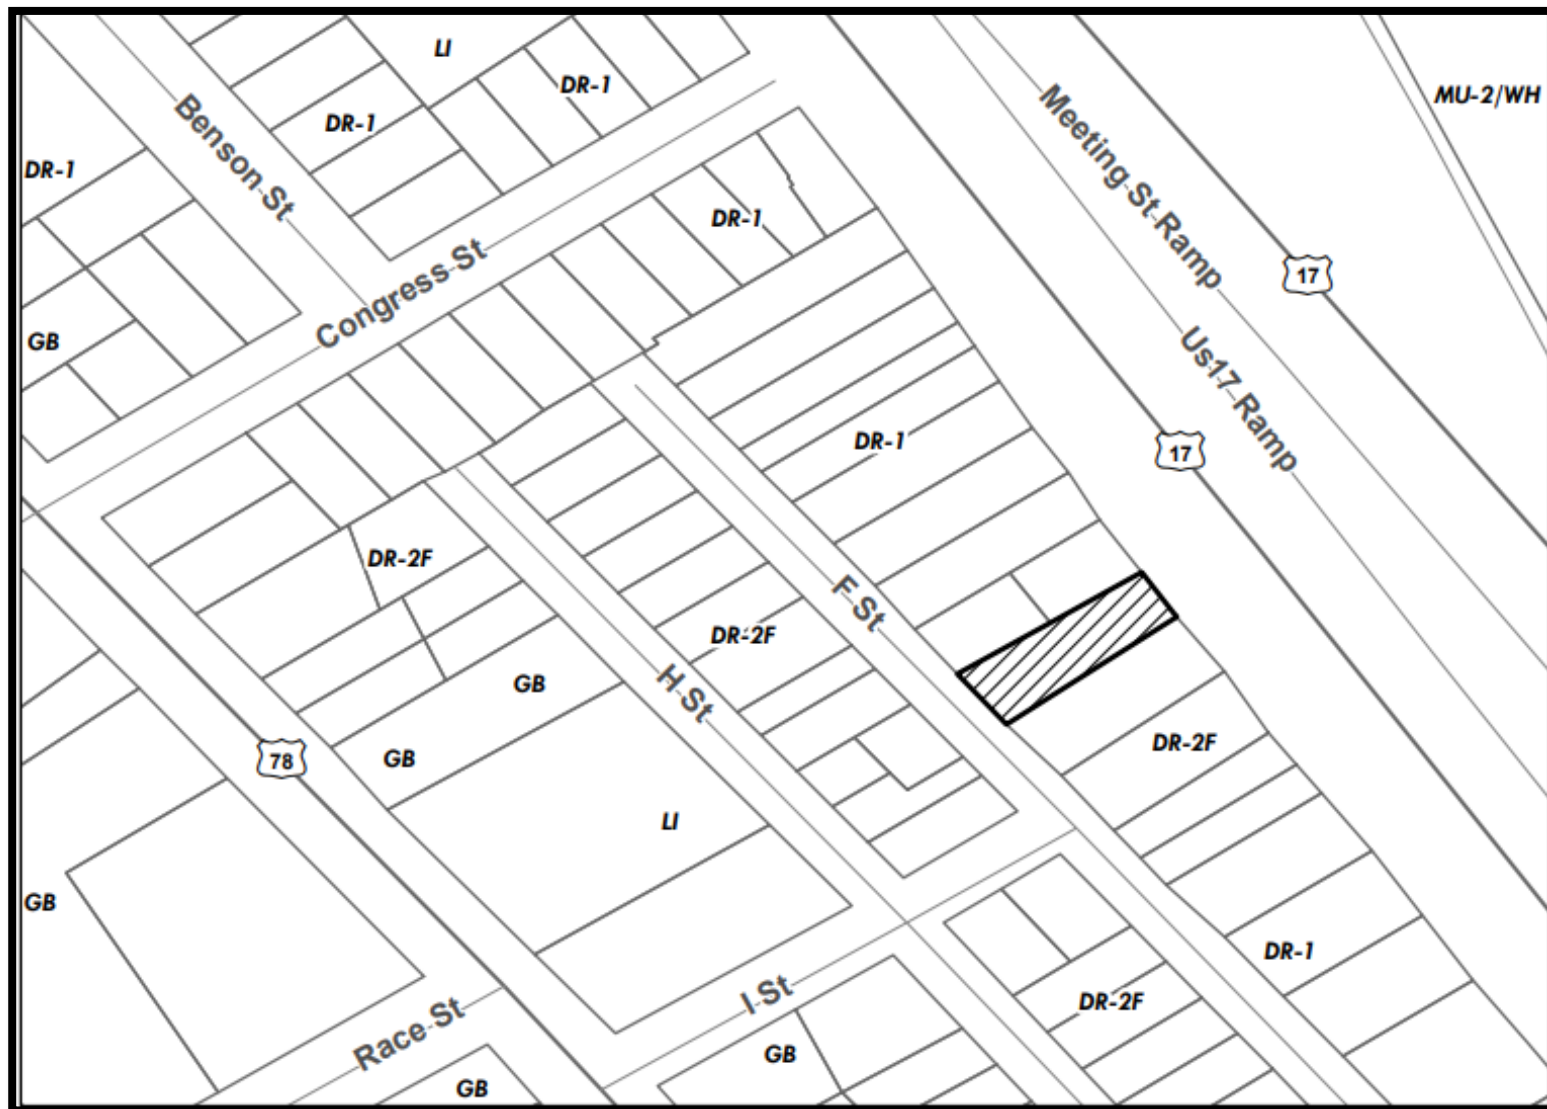 LI
DR-1
MU-2/WH
Meeting St Ramp
Benson St
DR-1
DR-1
DR-1
Congress St
17
GB
Us17 Ramp
DR-1
17
DR-2F
F St
DR-2F
GB
H St
DR-2F
78
GB
LI
GB
DR-1
I St
DR-2F
Race St
GB
GB